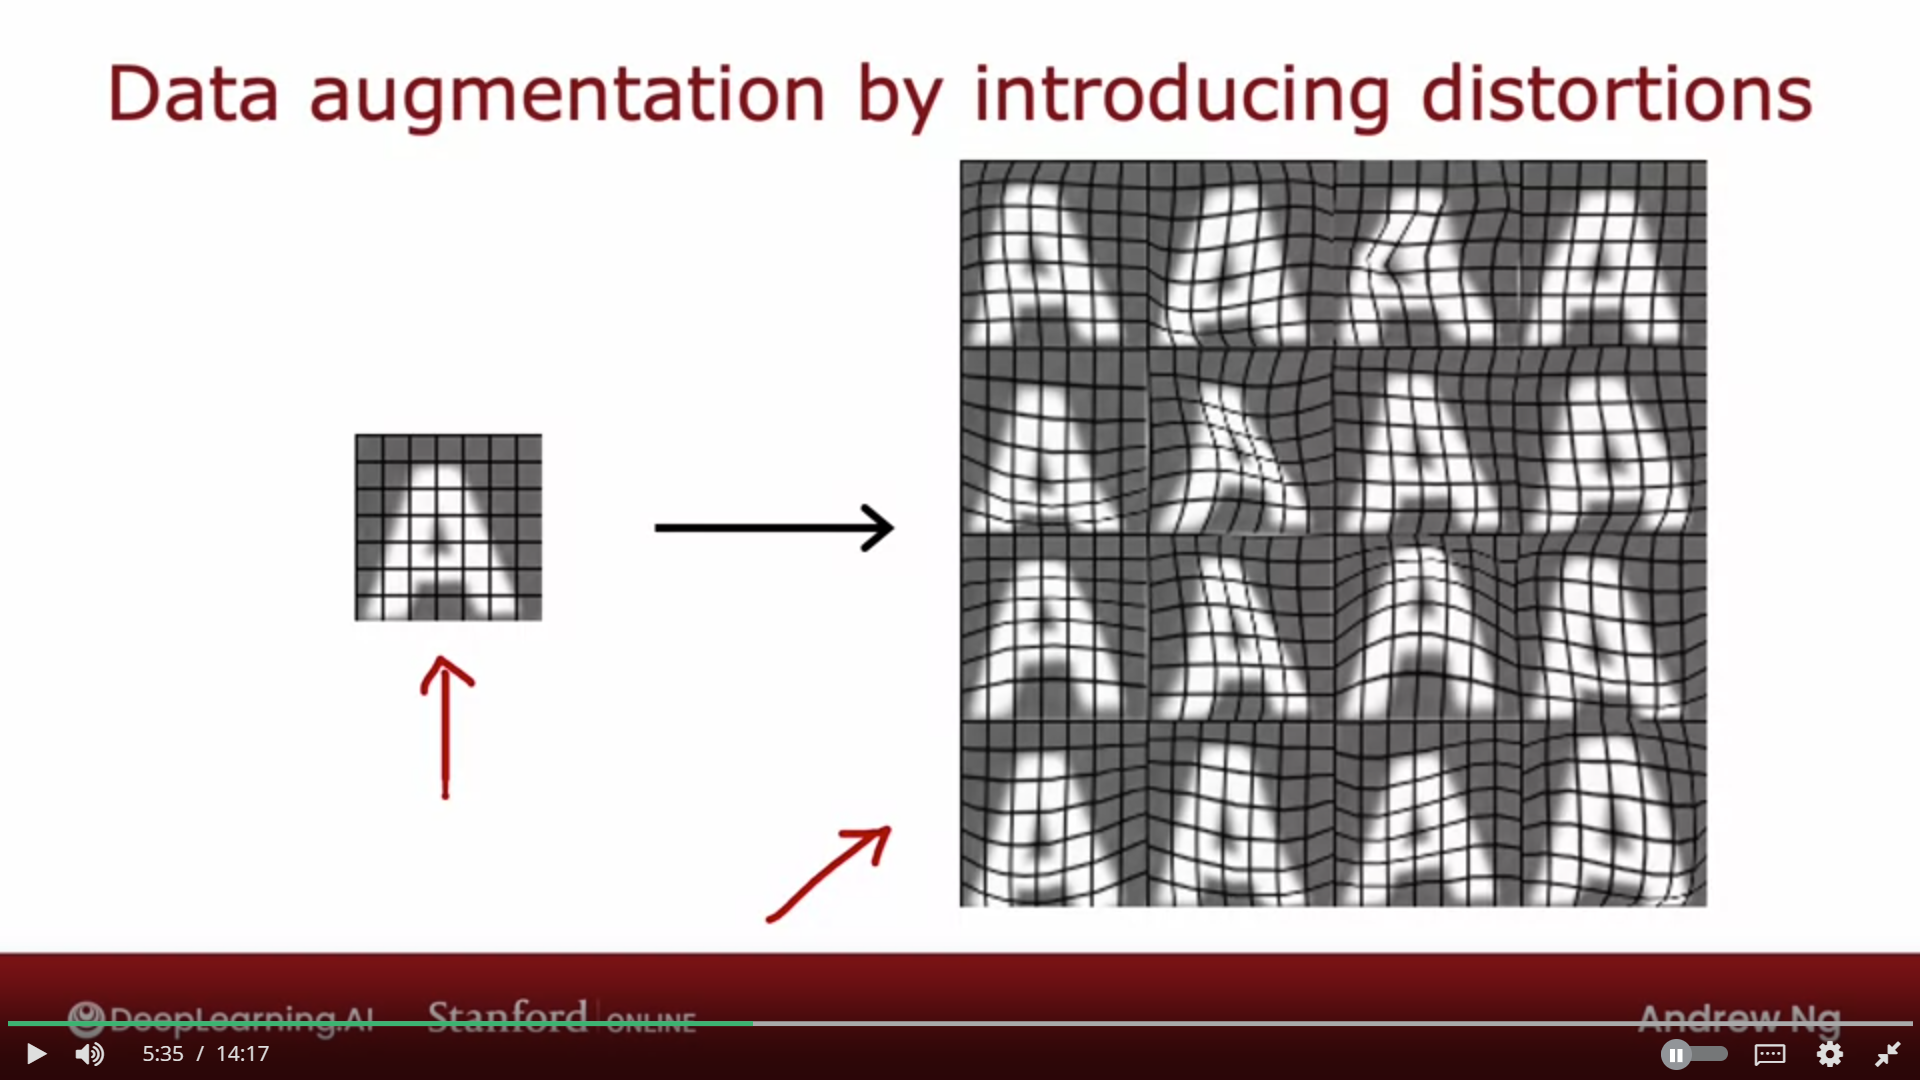 Data augmentation by introducing distortions
DeepLearning.AI Stanford ONLINE Andrew Ng
5:35 / 14:17